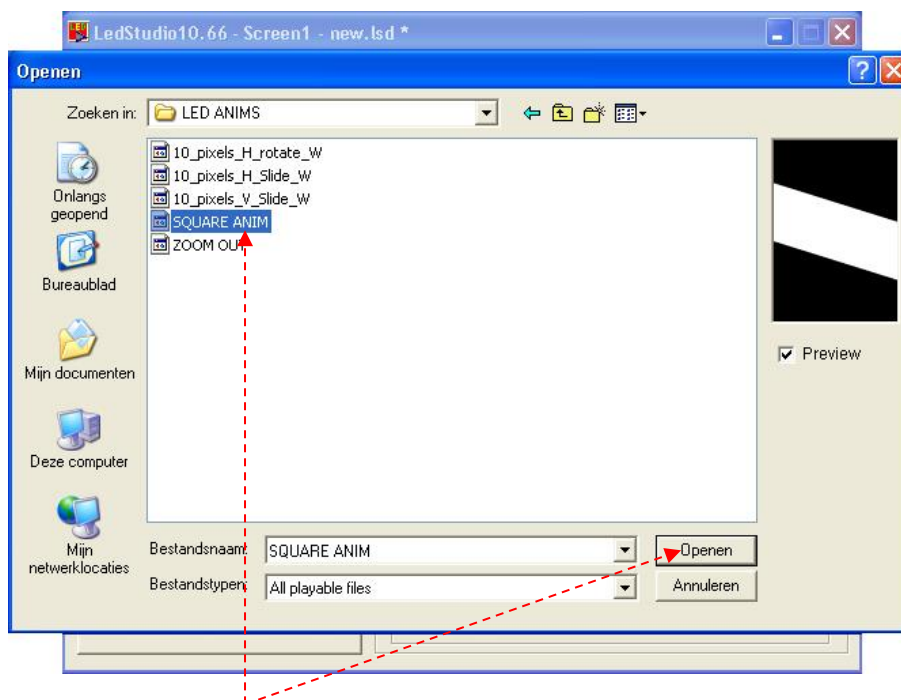 LedStudio10.66 - Screen1 - new.lsd *
Openen
Zoeken in:
LED ANIMS
10_pixels_H_rotate_W
10_pixels_H_Slide_W
10_pixels_V_Slide_W
SQUARE ANIM
ZOOM OUT
Onlangs
geopend
Bureaublad
Mijn documenten
Deze computer
Mijn
netwerklocaties
Preview
Bestandsnaam:
SQUARE ANIM
Openen
Bestandstypen:
All playable files
Annuleren